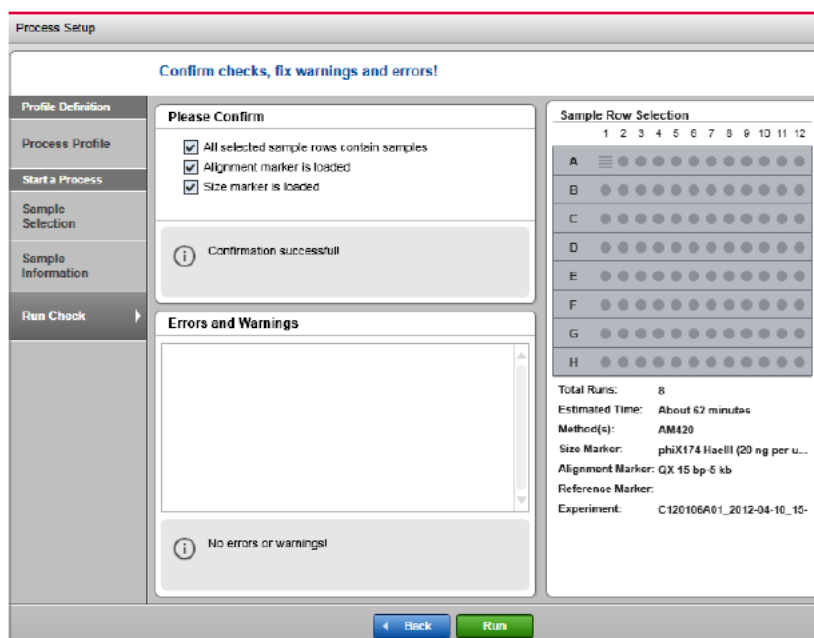 Process Setup
Confirm checks, fix warnings and errors!
Profile Definition
Process Profile
Start a Process
Sample
Selection
Sample
Information
Run Check
Please Confirm
All selected sample rows contain samples
Alignment marker is loaded
Size marker is loaded
Confirmation successful!
Errors and Warnings
No errors or warnings!
Sample Row Selection
1 2 3 4 5 6 7 8 9 10 11 12
A
B
C
D
E
F
G
H
Total Runs: 8
Estimated Time: About 62 minutes
Method(s): AM420
Size Marker: phiX174 HaeIII (20 ng per u...
Alignment Marker: QX 15 bp-5 kb
Reference Marker:
Experiment: C120106A01_2012-04-10_15-
Back
Run